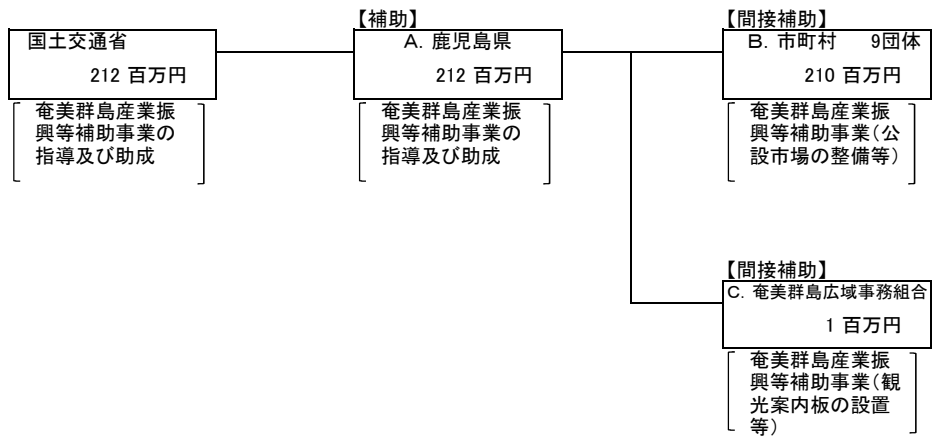 国土交通省
212 百万円
奄美群島産業振
興等補助事業の
指導及び助成
【補助】
A. 鹿児島県
212 百万円
奄美群島産業振
興等補助事業の
指導及び助成
【間接補助】
B. 市町村 9団体
210 百万円
奄美群島産業振
興等補助事業(公
設市場の整備等)
【間接補助】
C. 奄美群島広域事務組合
1 百万円
奄美群島産業振
興等補助事業(観
光案内板の設置
等)